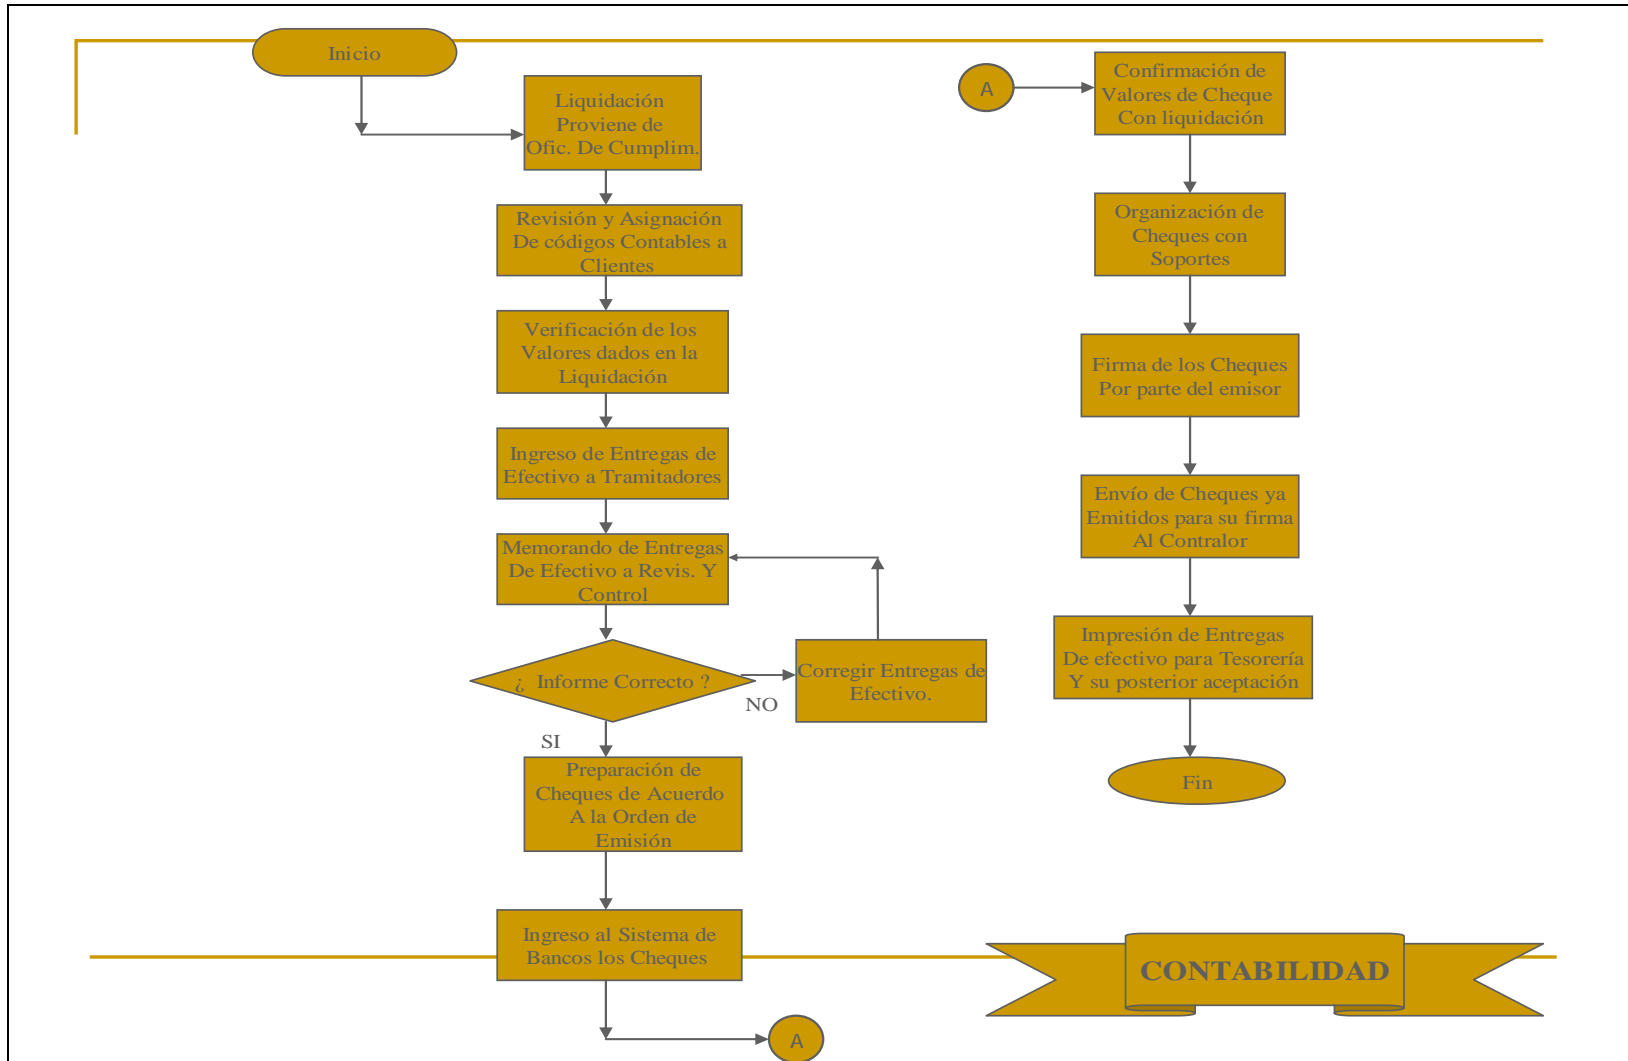 Inicio
Liquidación
Proviene de
Ofic. De Cumplim.
Revisión y Asignación
De códigos Contables a
Clientes
Verificación de los
Valores dados en la
Liquidación
Ingreso de Entregas de
Efectivo a Tramitadores
Memorando de Entregas
De Efectivo a Revis. Y
Control
¿ Informe Correcto ?
NO
Corregir Entregas de
Efectivo.
SI
Preparación de
Cheques de Acuerdo
A la Orden de
Emisión
Ingreso al Sistema de
Bancos los Cheques
A
A
Confirmación de
Valores de Cheque
Con liquidación
Organización de
Cheques con
Soportes
Firma de los Cheques
Por parte del emisor
Envío de Cheques ya
Emitidos para su firma
Al Contralor
Impresión de Entregas
De efectivo para Tesorería
Y su posterior aceptación
Fin
CONTABILIDAD